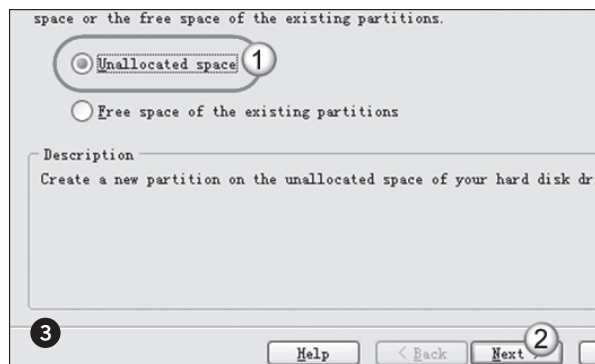 space or the free space of the existing partitions.
Unallocated space 1
Free space of the existing partitions
Description
Create a new partition on the unallocated space of your hard disk dr
3
Help < Back Next > 2